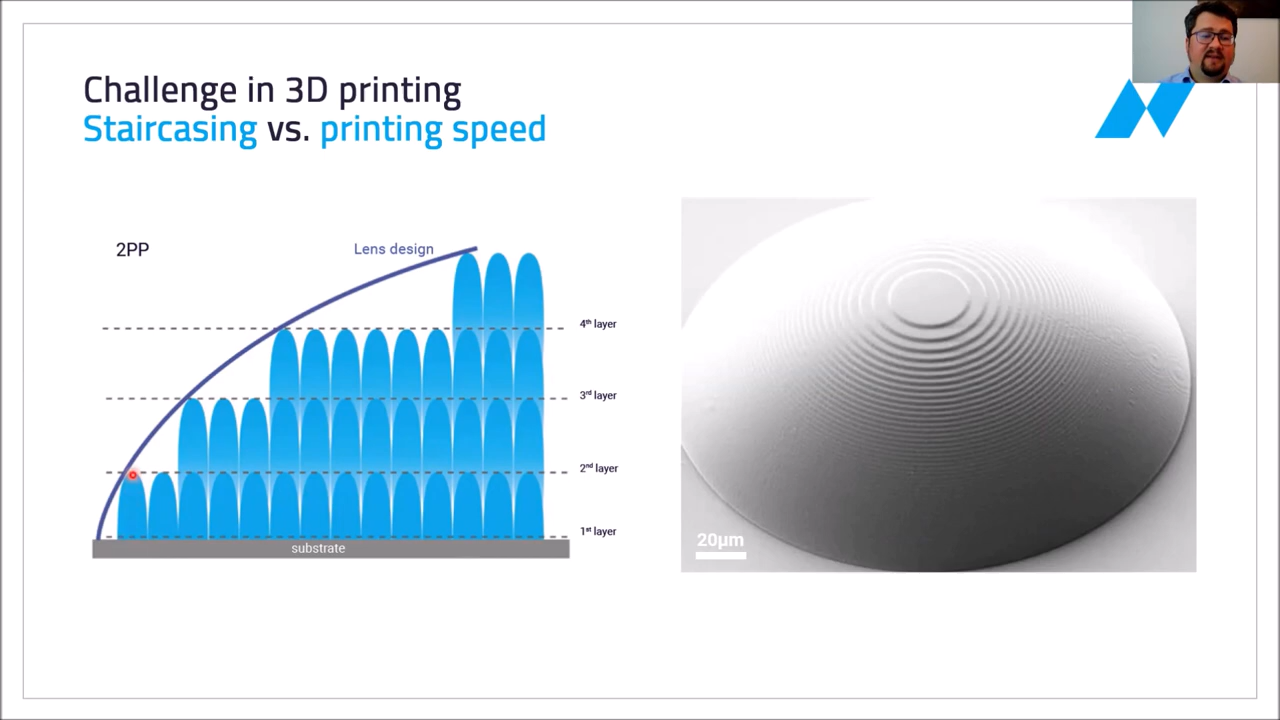 Challenge in 3D printing
Staircasing vs. printing speed
2PP
Lens design
4th layer
3rd layer
2nd layer
1st layer
substrate
20µm